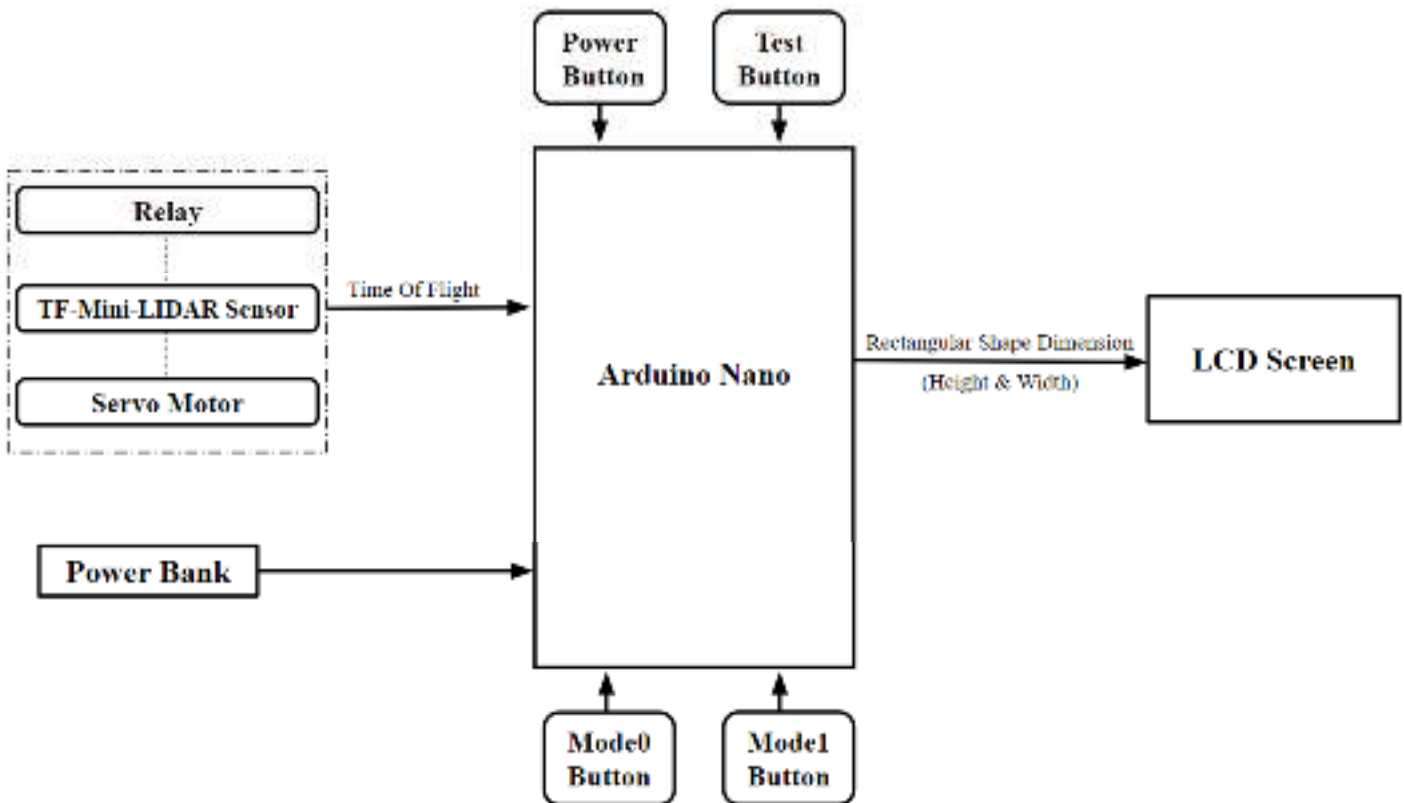 Power
Button
Test
Button
Relay
TF-Mini-LIDAR Sensor
Servo Motor
Time Of Flight
Arduino Nano
Rectangular Shape Dimension
(Height & Width)
LCD Screen
Power Bank
Mode0
Button
Mode1
Button